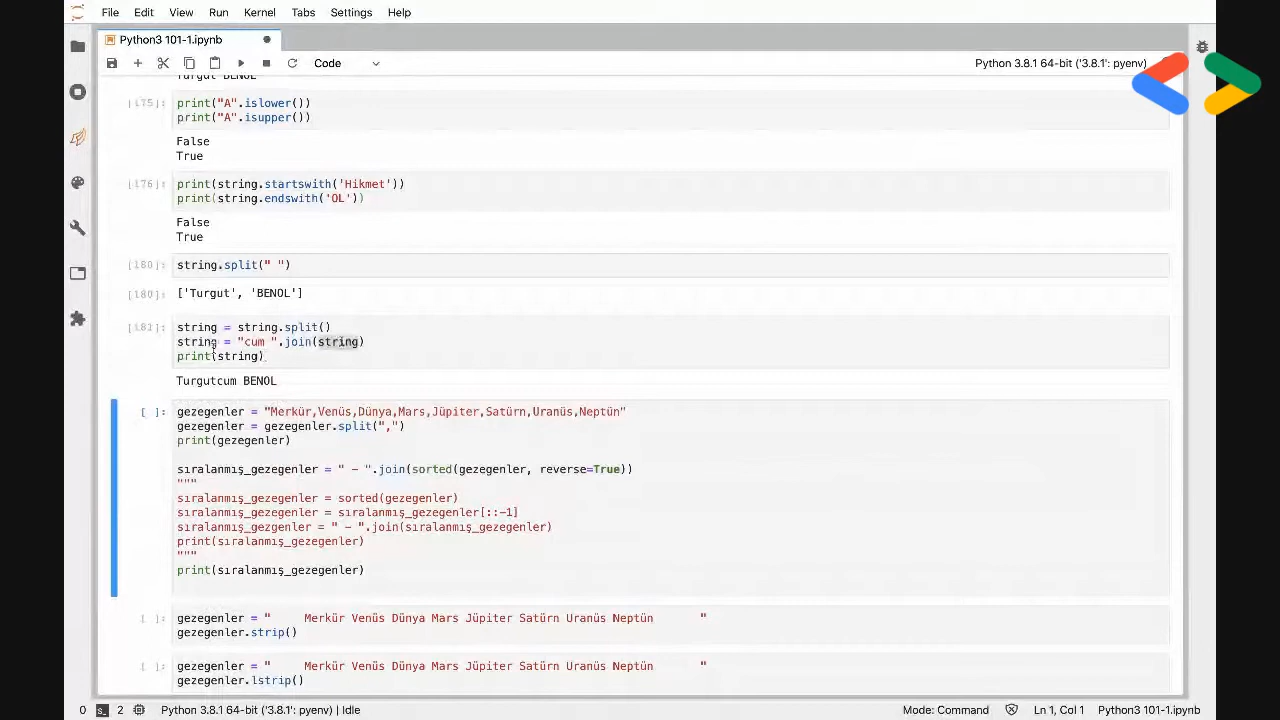 File Edit View Run Kernel Tabs Settings Help
Python3 101-1.ipynb
Code
Python 3.8.1 64-bit ('3.8.1': pyenv)
Turgut BENOL
[175]: print("A".islower())
print("A".isupper())
False
True
[176]: print(string.startswith('Hikmet'))
print(string.endswith('OL'))
False
True
[180]: string.split(" ")
[180]: ['Turgut', 'BENOL']
[181]: string = string.split()
string = "cum ".join(string)
print(string)
Turgutcum BENOL
[ ]: gezegenler = "Merkür,Venüs,Dünya,Mars,Jüpiter,Satürn,Uranüs,Neptün"
gezegenler = gezegenler.split(",")
print(gezegenler)
sıralanmış_gezegenler = " - ".join(sorted(gezegenler, reverse=True))
"""
sıralanmış_gezegenler = sorted(gezegenler)
sıralanmış_gezegenler = sıralanmış_gezegenler[::-1]
sıralanmış_gezgenler = " - ".join(sıralanmış_gezegenler)
print(sıralanmış_gezegenler)
"""
print(sıralanmış_gezegenler)
[ ]: gezegenler = "     Merkür Venüs Dünya Mars Jüpiter Satürn Uranüs Neptün       "
gezegenler.strip()
[ ]: gezegenler = "     Merkür Venüs Dünya Mars Jüpiter Satürn Uranüs Neptün       "
gezegenler.lstrip()
0 2 Python 3.8.1 64-bit ('3.8.1': pyenv) | Idle
Mode: Command Ln 1, Col 1 Python3 101-1.ipynb